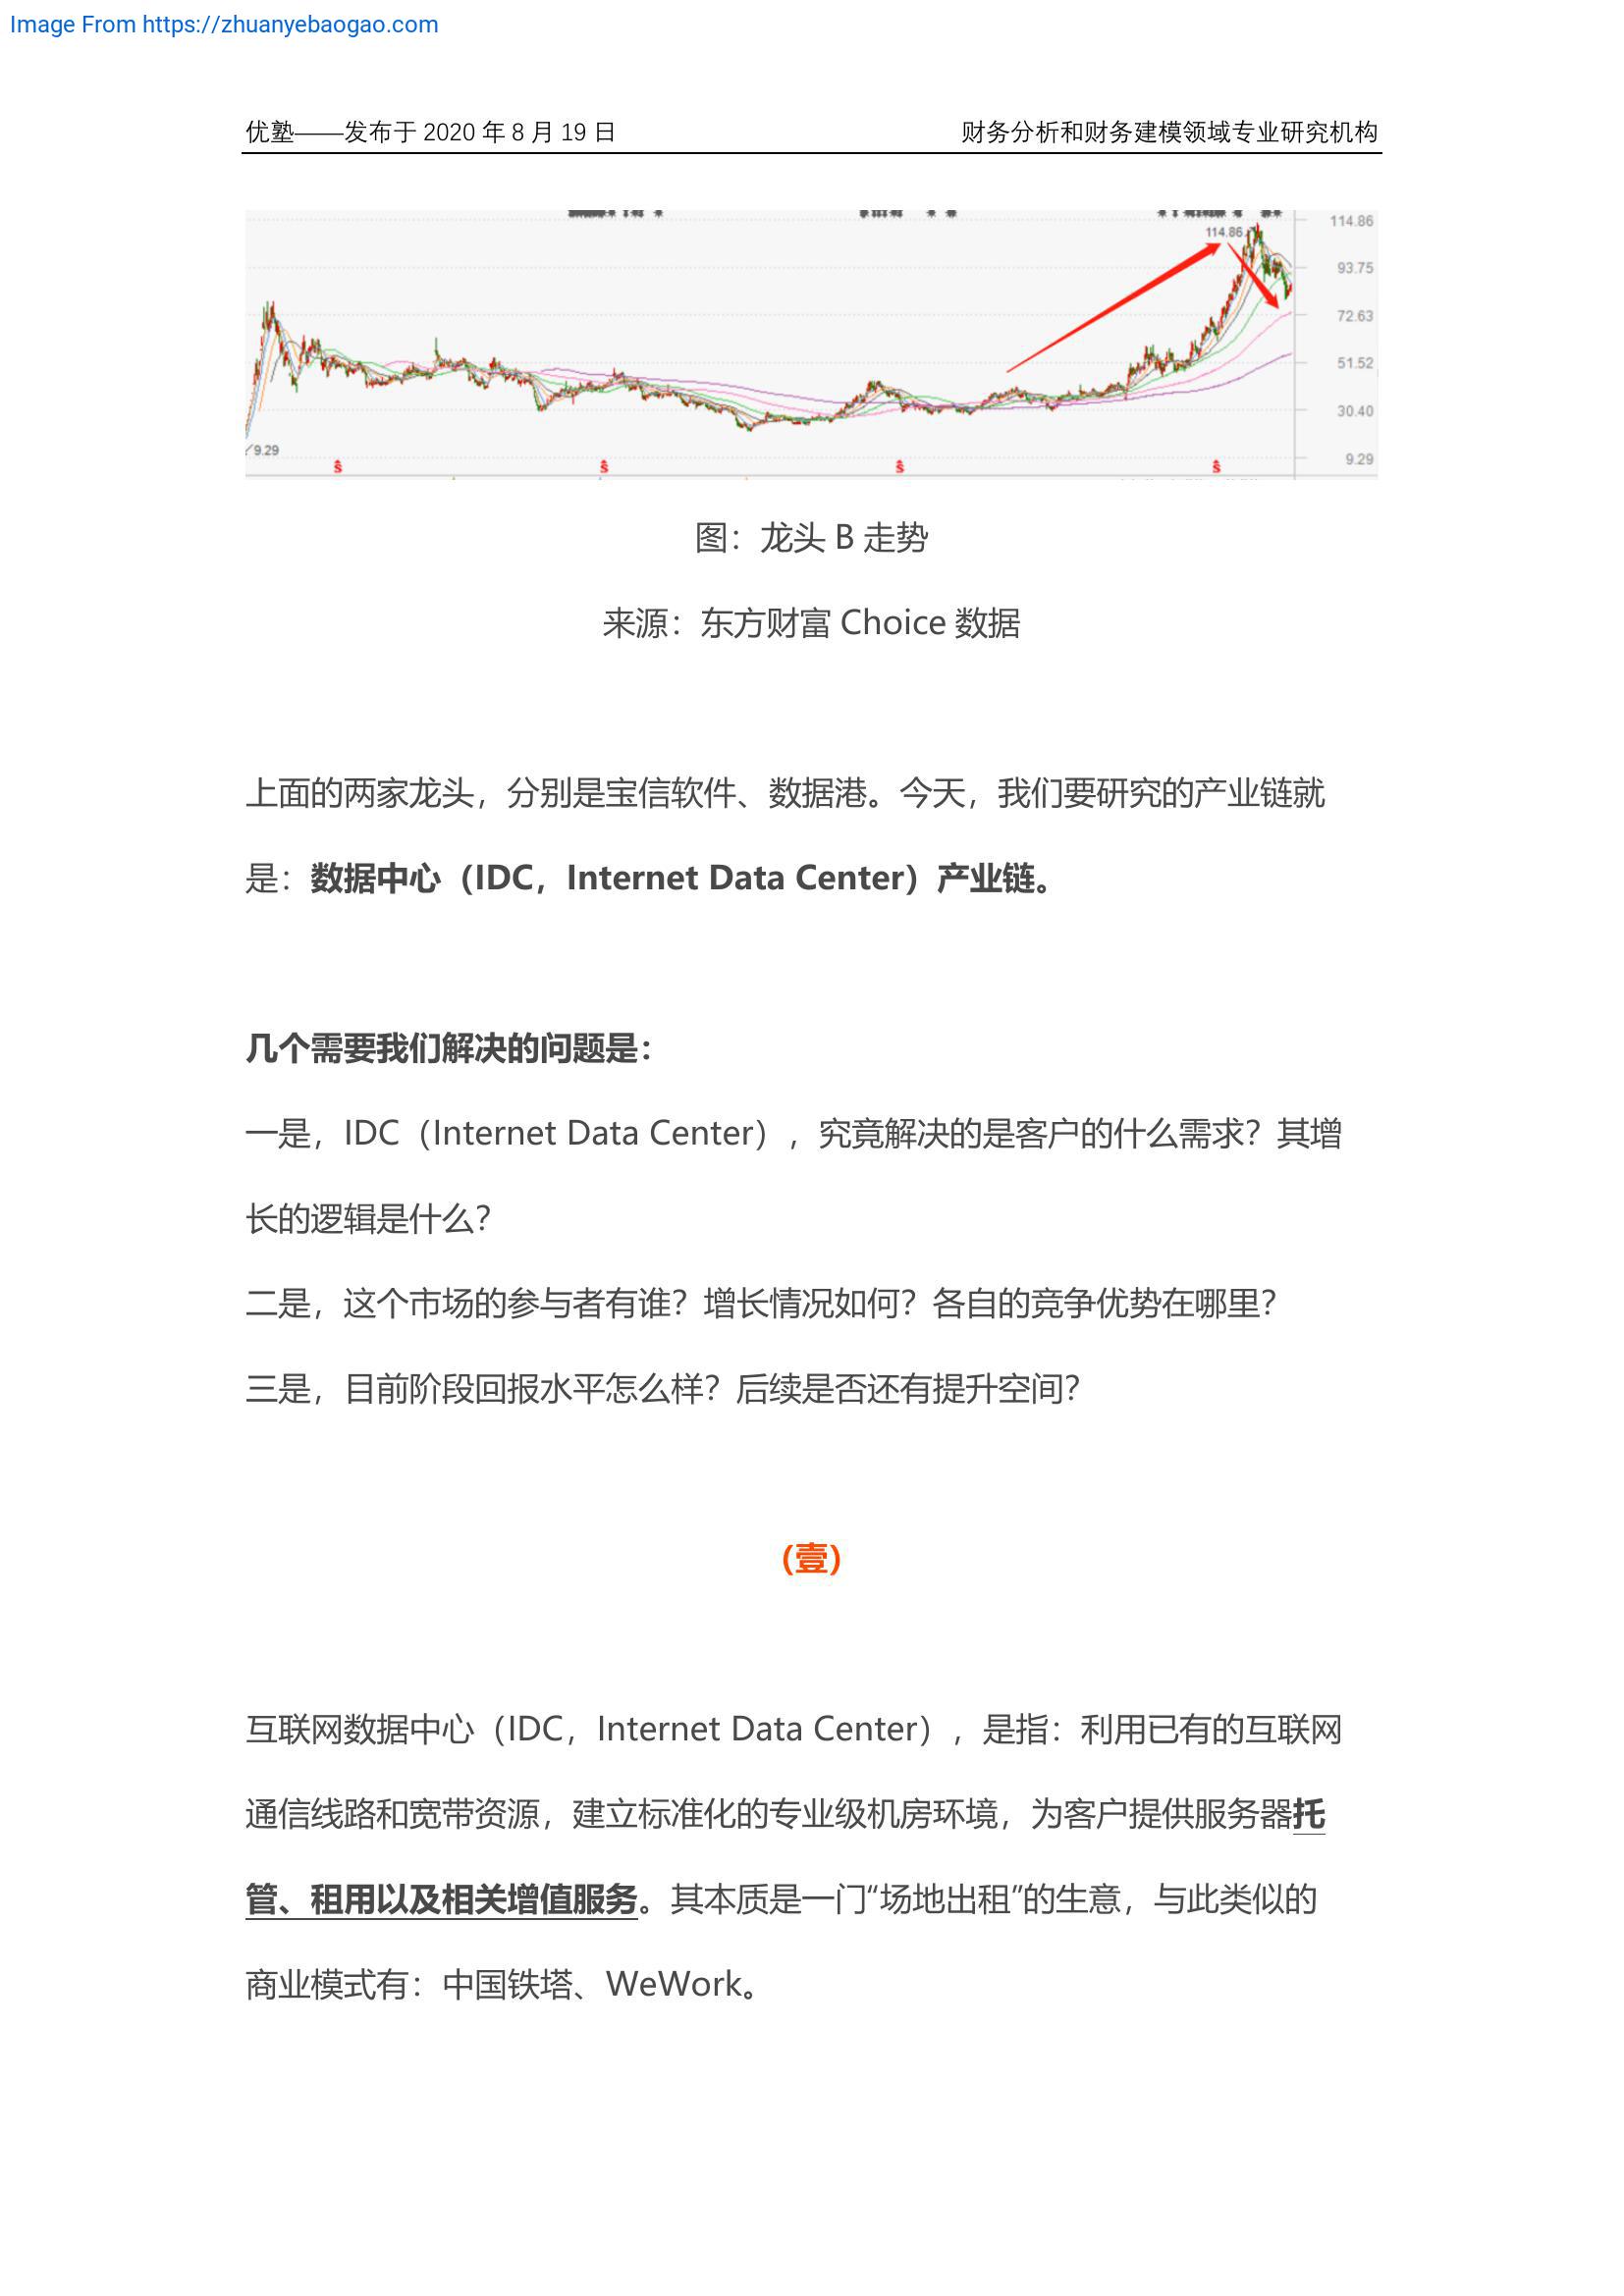 Image From https://zhuanyebaogao.com
优塾——发布于 2020 年 8 月 19 日 财务分析和财务建模领域专业研究机构
114.86
114.86
93.75
72.63
51.52
30.40
9.29
9.29
图：龙头 B 走势
来源：东方财富 Choice 数据
上面的两家龙头，分别是宝信软件、数据港。今天，我们要研究的产业链就
是：数据中心（IDC，Internet Data Center）产业链。
几个需要我们解决的问题是：
一是，IDC（Internet Data Center），究竟解决的是客户的什么需求？其增
长的逻辑是什么？
二是，这个市场的参与者有谁？增长情况如何？各自的竞争优势在哪里？
三是，目前阶段回报水平怎么样？后续是否还有提升空间？
（壹）
互联网数据中心（IDC，Internet Data Center），是指：利用已有的互联网
通信线路和宽带资源，建立标准化的专业级机房环境，为客户提供服务器托
管、租用以及相关增值服务。其本质是一门“场地出租”的生意，与此类似的
商业模式有：中国铁塔、WeWork。